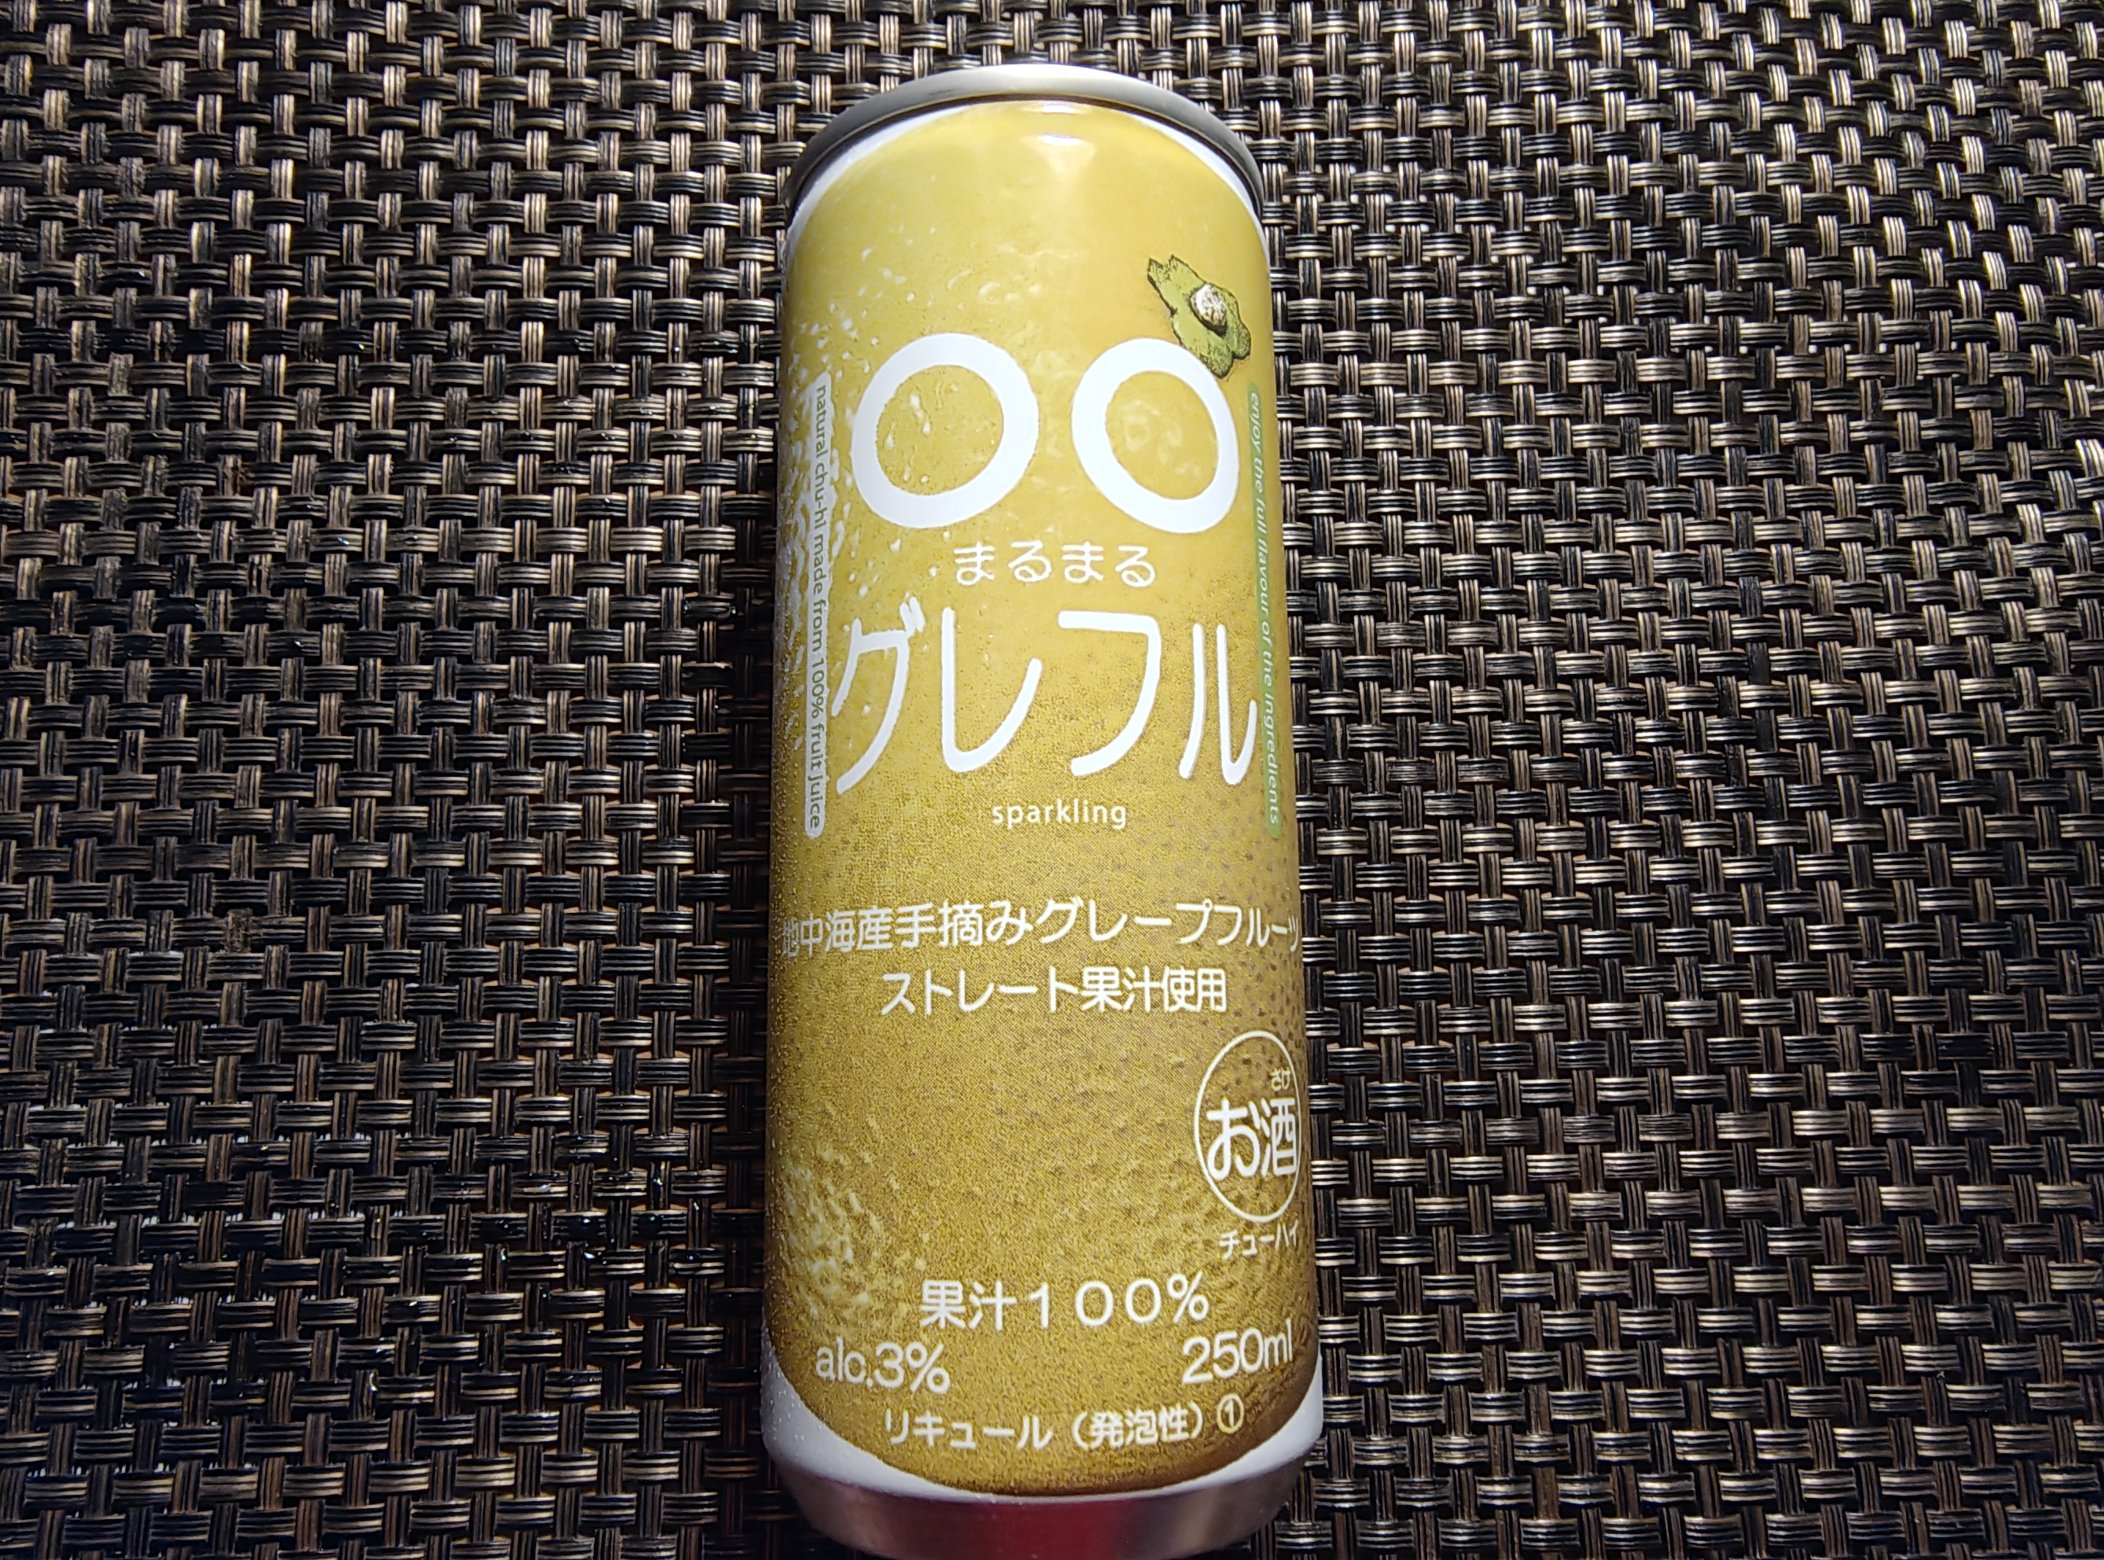 ○○
まるまる
グレフル
sparkling
natural chu-hi made from 100% fruit juice
enjoy the full flavour of the ingredients
地中海産手摘みグレープフルーツ
ストレート果汁使用
さけ
お酒
チューハイ
果汁１００％
alc.3%
250ml
リキュール（発泡性）①